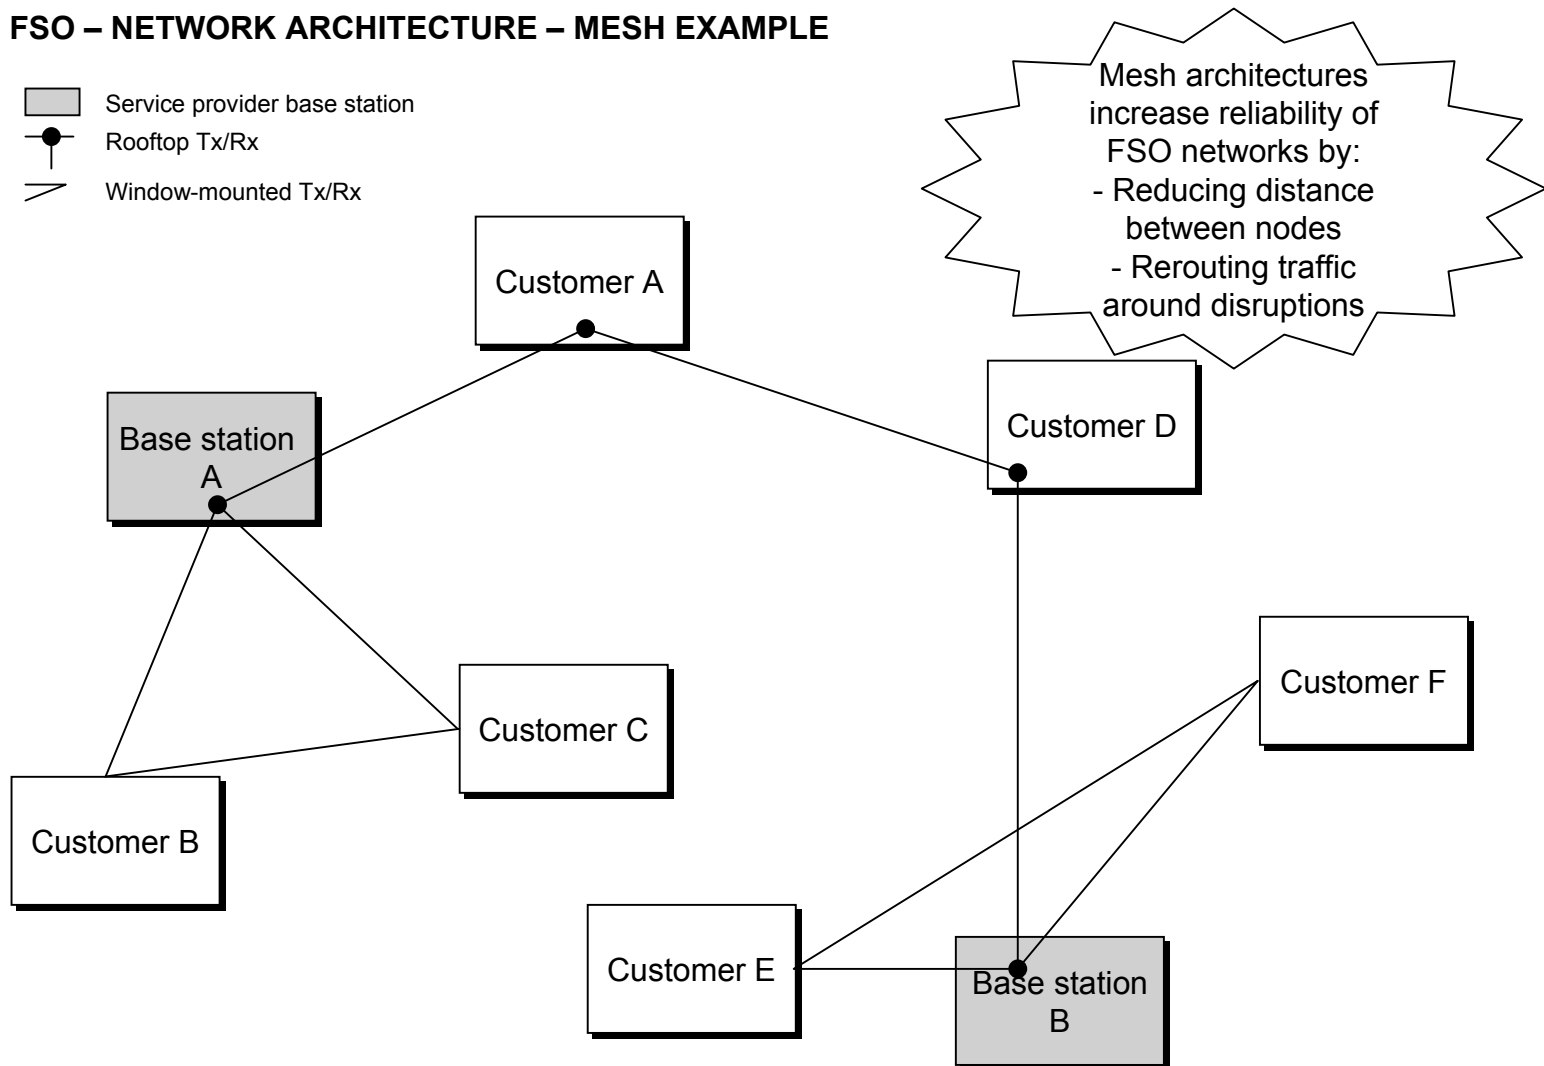 FSO – NETWORK ARCHITECTURE – MESH EXAMPLE
Service provider base station
Rooftop Tx/Rx
Window-mounted Tx/Rx
Mesh architectures
increase reliability of
FSO networks by:
- Reducing distance
between nodes
- Rerouting traffic
around disruptions
Customer A
Customer D
Base station
A
Customer F
Customer C
Customer B
Customer E
Base station
B